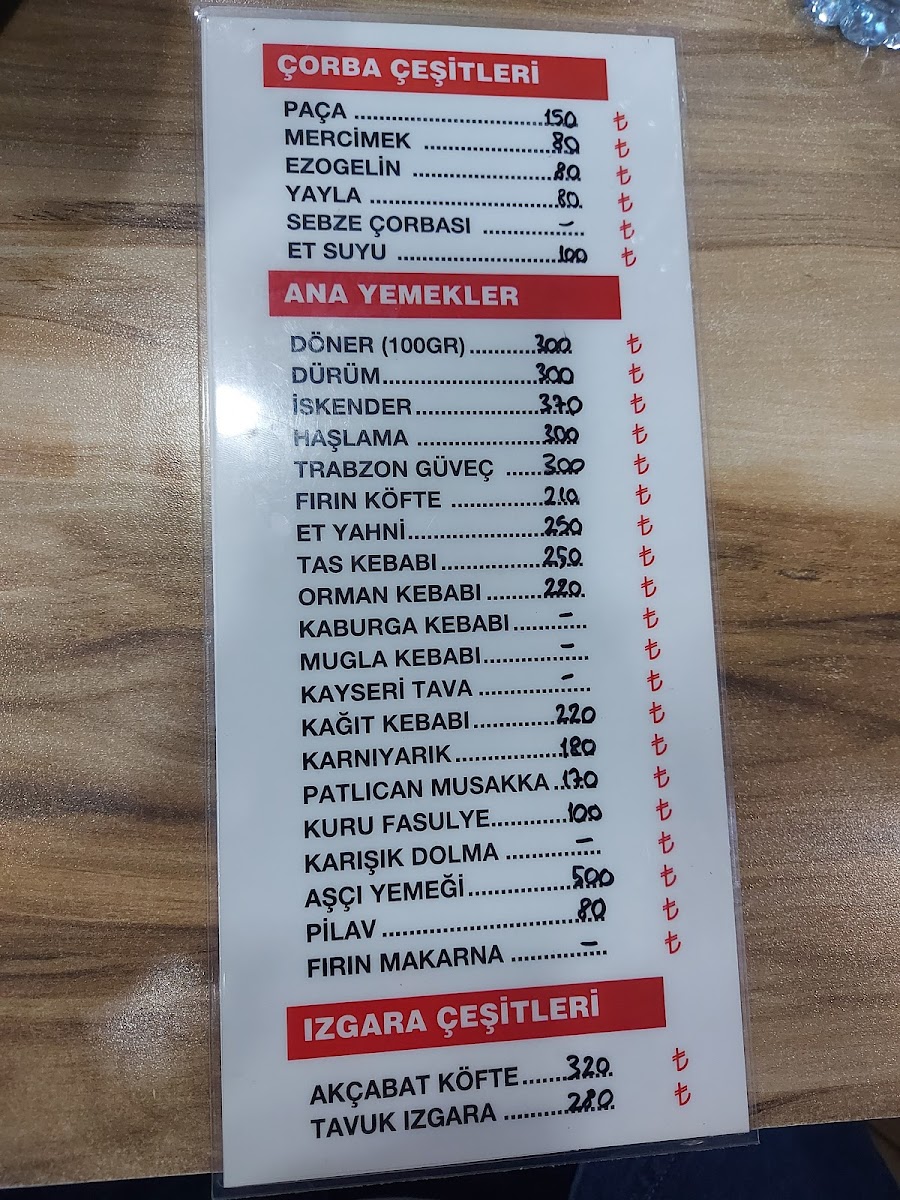 ÇORBA ÇEŞİTLERİ
PAÇA ........................................150 ₺
MERCİMEK ............................80 ₺
EZOGELİN ..............................80 ₺
YAYLA .....................................80 ₺
SEBZE ÇORBASI ..................– ₺
ET SUYU .................................100 ₺
ANA YEMEKLER
DÖNER (100GR)..................300 ₺
DÜRÜM.................................300 ₺
İSKENDER............................370 ₺
HAŞLAMA ............................300 ₺
TRABZON GÜVEÇ ..............300 ₺
FIRIN KÖFTE ......................210 ₺
ET YAHNİ..............................250 ₺
TAS KEBABI.........................250 ₺
ORMAN KEBABI ..................220 ₺
KABURGA KEBABI .............– ₺
MUGLA KEBABI...................– ₺
KAYSERİ TAVA ....................– ₺
KAĞIT KEBABI.....................220 ₺
KARNIYARIK........................180 ₺
PATLICAN MUSAKKA ......170 ₺
KURU FASULYE...................100 ₺
KARIŞIK DOLMA .................– ₺
AŞÇI YEMEĞİ.......................500 ₺
PİLAV ...................................80 ₺
FIRIN MAKARNA .................– ₺
IZGARA ÇEŞİTLERİ
AKÇABAT KÖFTE................320 ₺
TAVUK IZGARA ...................280 ₺